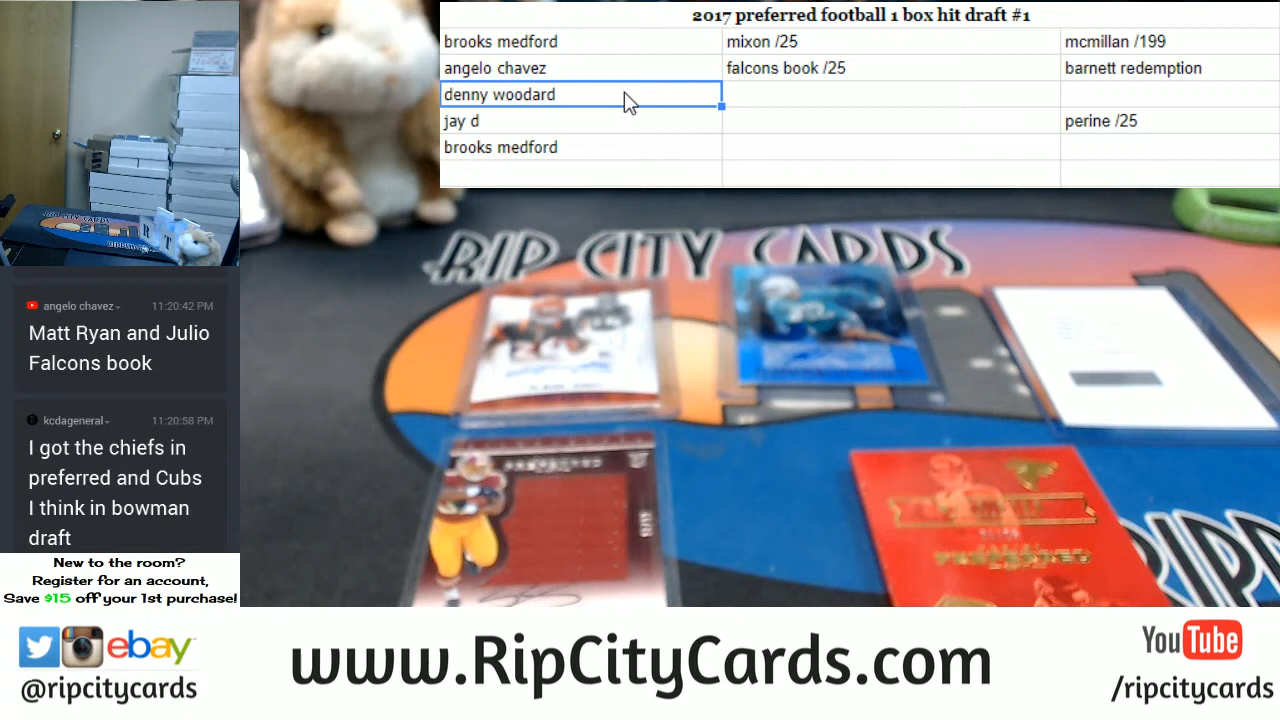 2017 preferred football 1 box hit draft #1
brooks medford mixon /25 mcmillan /199
angelo chavez falcons book /25 barnett redemption
denny woodard
jay d perine /25
brooks medford
RIP CITY CARDS
angelo chavez 11:20:42 PM
Matt Ryan and Julio
Falcons book
kcdageneral 11:20:58 PM
I got the chiefs in
preferred and Cubs
I think in bowman
draft
New to the room?
Register for an account,
Save $15 off your 1st purchase!
ebay
@ripcitycards
www.RipCityCards.com
YouTube
/ripcitycards